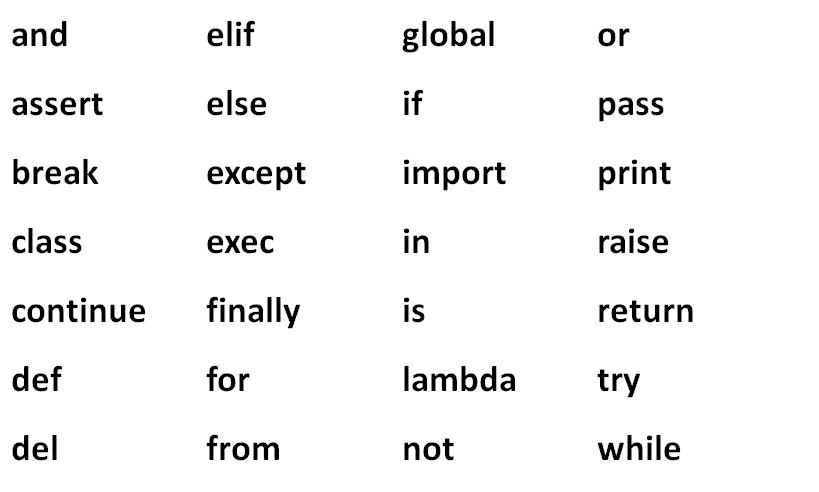 and elif global or
assert else if pass
break except import print
class exec in raise
continue finally is return
def for lambda try
del from not while